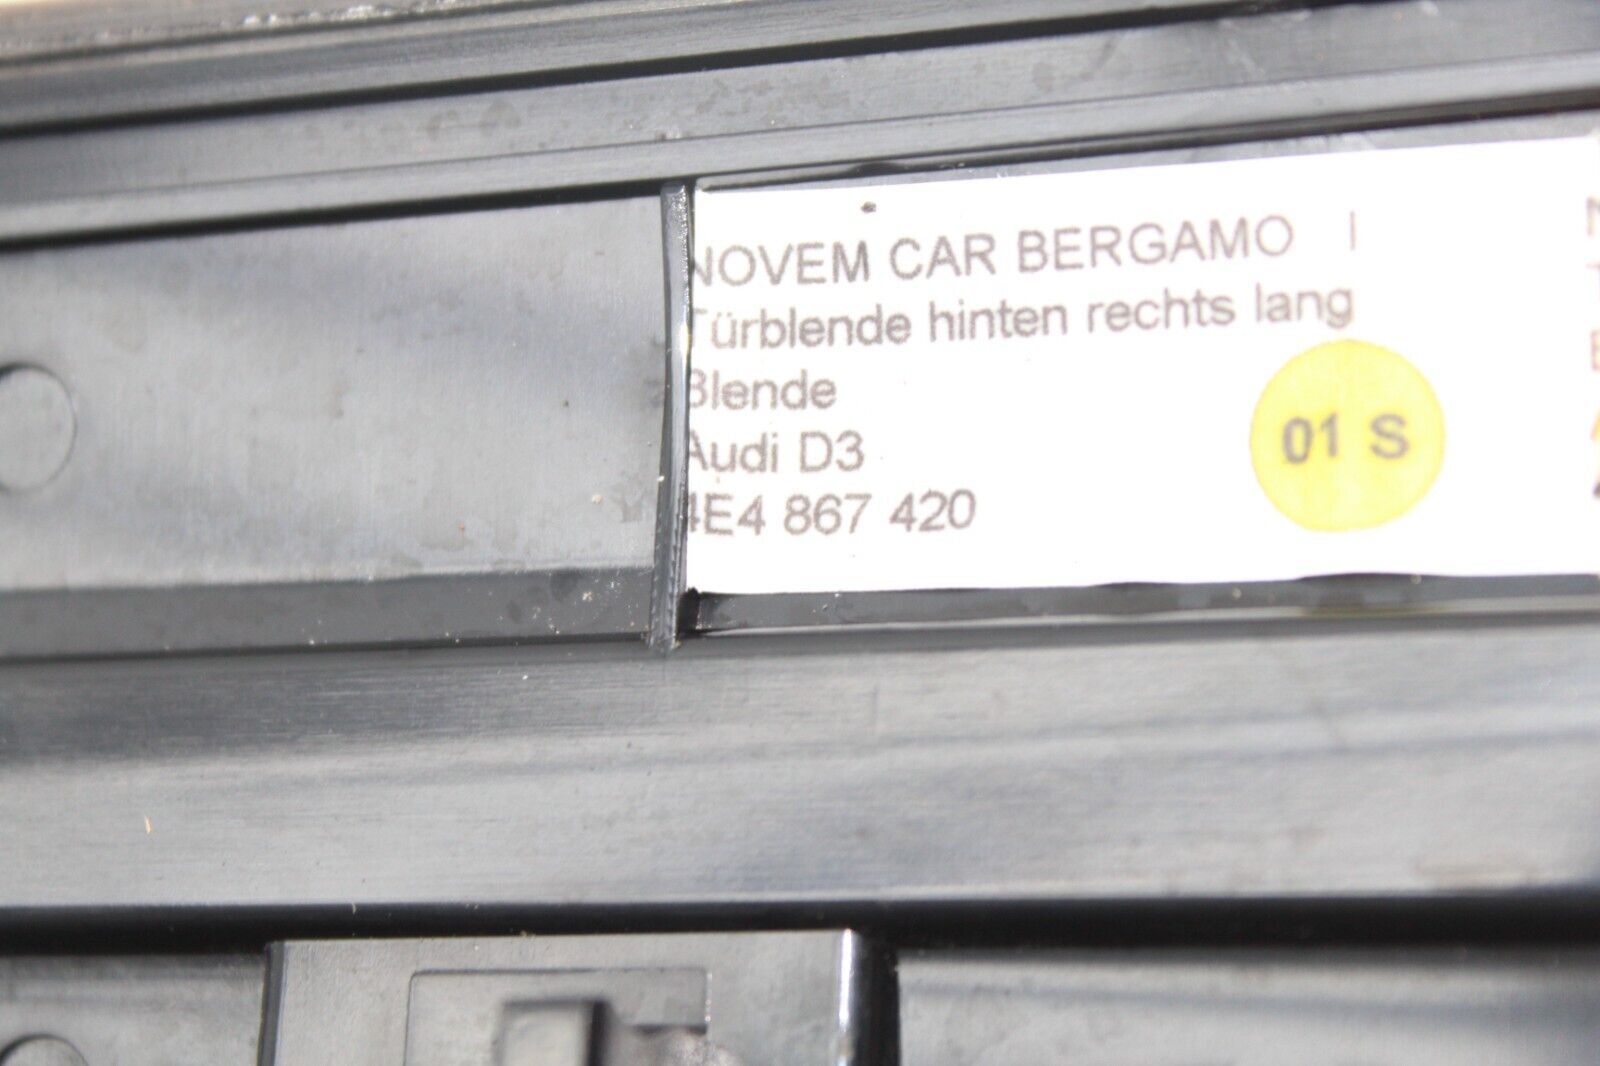 NOVEM CAR BERGAMO I
Türblende hinten rechts lang
Blende
Audi D3
4E4 867 420
01 S